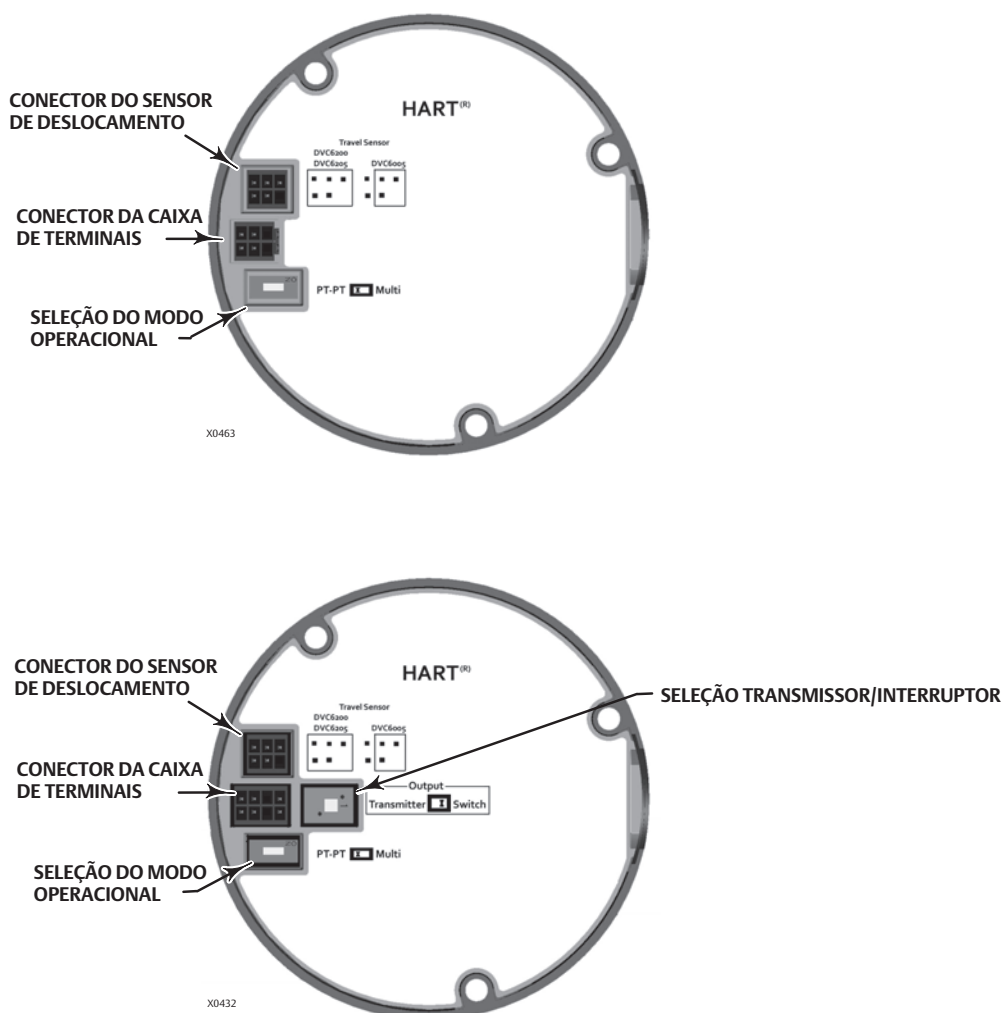 HART(R)
CONECTOR DO SENSOR
DE DESLOCAMENTO
Travel Sensor
DVC6200
DVC6205
DVC6005
CONECTOR DA CAIXA
DE TERMINAIS
PT-PT
Multi
SELEÇÃO DO MODO
OPERACIONAL
X0463
HART(R)
CONECTOR DO SENSOR
DE DESLOCAMENTO
SELEÇÃO TRANSMISSOR/INTERRUPTOR
Travel Sensor
DVC6200
DVC6205
DVC6005
CONECTOR DA CAIXA
DE TERMINAIS
Output
Transmitter
Switch
PT-PT
Multi
SELEÇÃO DO MODO
OPERACIONAL
X0432